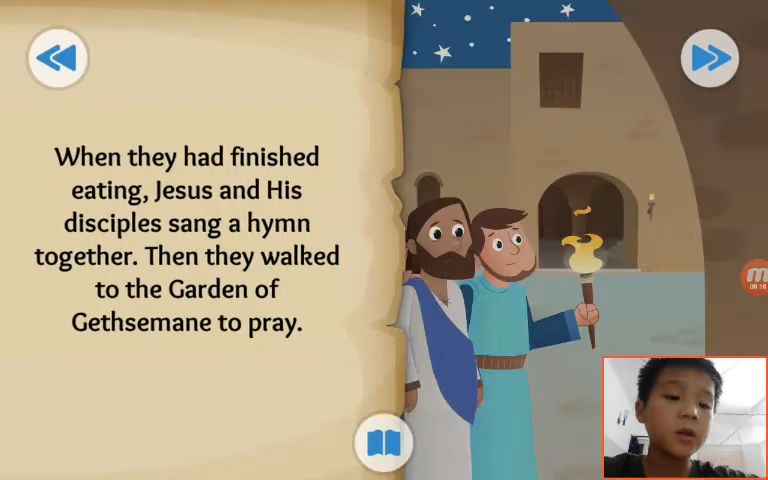 When they had finished
eating, Jesus and His
disciples sang a hymn
together. Then they walked
to the Garden of
Gethsemane to pray.